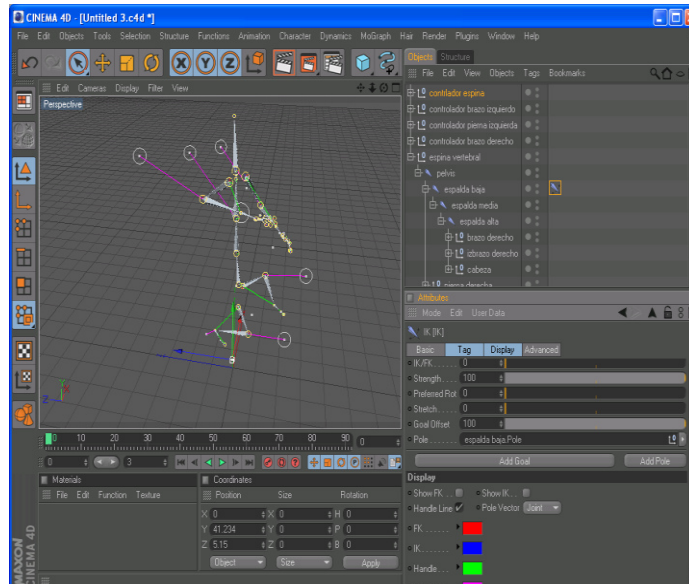 CINEMA 4D - [Untitled 3.c4d *]
File Edit Objects Tools Selection Structure Functions Animation Character Dynamics MoGraph Hair Render Plugins Window Help
Objects Structure
File Edit View Objects Tags Bookmarks
Edit Cameras Display Filter View
Perspective
contrlador espina
controlador brazo izquierdo
controlador pierna izquierda
controlador brazo derecho
espina vertebral
pelvis
espalda baja
espalda media
espalda alta
brazo derecho
izbrazo derecho
cabeza
pierna derecha
Attributes
Mode Edit User Data
IK [IK]
Basic Tag Display Advanced
IK/FK 0
Strength 100
Preferred Rot 0
Stretch 0
Goal Offset 100
Pole espalda baja.Pole
Add Goal Add Pole
Display
Show FK Show IK
Handle Line Pole Vector Joint
FK
IK
Handle
Y
Z X
0 10 20 30 40 50 60 70 80 90 0
0 3
Materials
File Edit Function Texture
Coordinates
Position Size Rotation
X 0 X 0 H 0
Y 41.234 Y 0 P 0
Z 5.15 Z 0 B 0
Object Size Apply
MAXON
CINEMA 4D